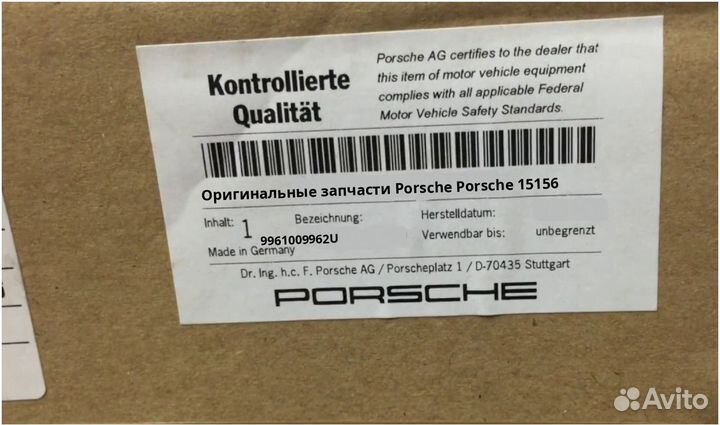 Kontrollierte
Qualität
Porsche AG certifies to the dealer that
this item of motor vehicle equipment
complies with all applicable Federal
Motor Vehicle Safety Standards.
Оригинальные запчасти Porsche Porsche 15156
Inhalt: 1
Bezeichnung:
9961009962U
Herstelldatum:
Verwendbar bis: unbegrenzt
Made in Germany
Dr. Ing. h.c. F. Porsche AG / Porscheplatz 1 / D-70435 Stuttgart
PORSCHE
Avito